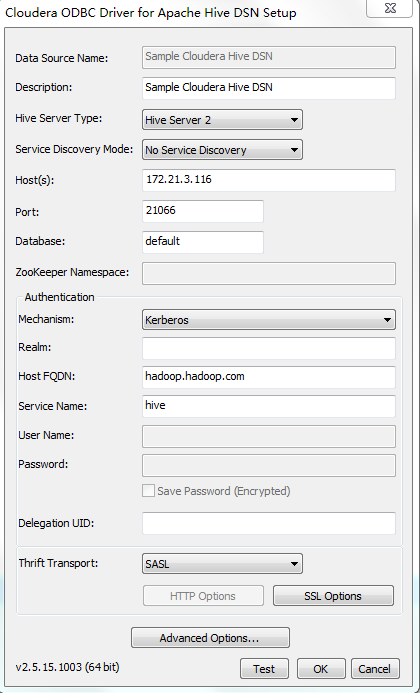 Cloudera ODBC Driver for Apache Hive DSN Setup
Data Source Name: Sample Cloudera Hive DSN
Description: Sample Cloudera Hive DSN
Hive Server Type: Hive Server 2
Service Discovery Mode: No Service Discovery
Host(s): 172.21.3.116
Port: 21066
Database: default
ZooKeeper Namespace:
Authentication
Mechanism: Kerberos
Realm:
Host FQDN: hadoop.hadoop.com
Service Name: hive
User Name:
Password:
Save Password (Encrypted)
Delegation UID:
Thrift Transport: SASL
HTTP Options SSL Options
Advanced Options...
v2.5.15.1003 (64 bit) Test OK Cancel